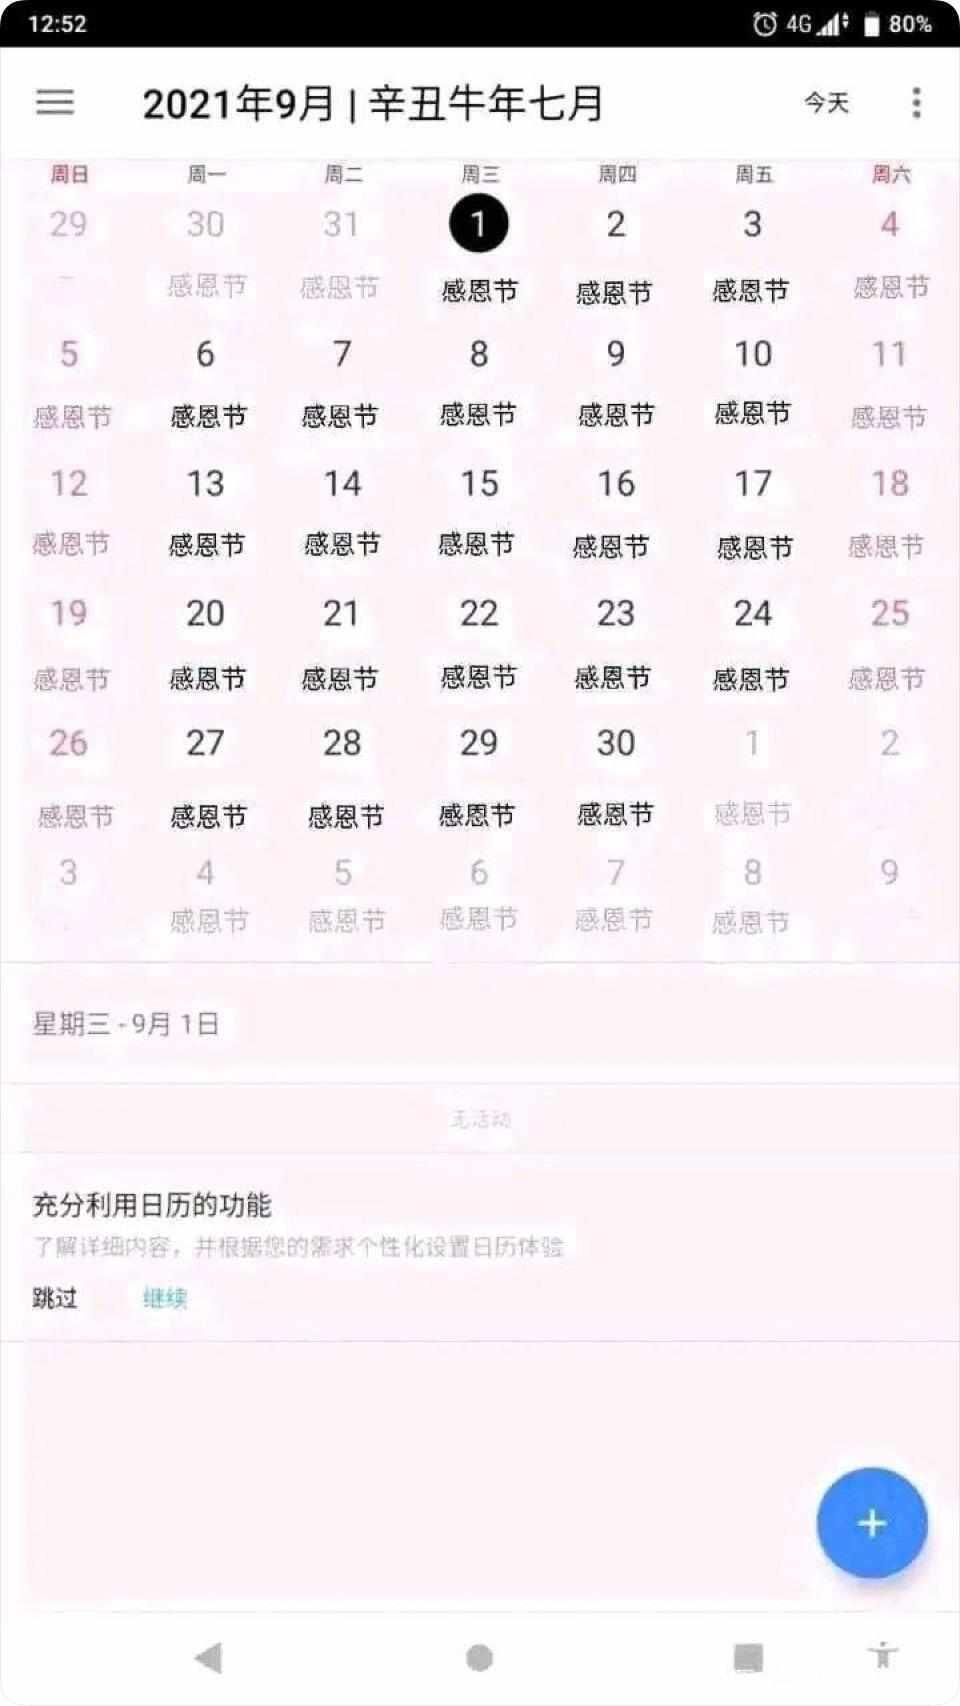 12:52 4G 80%
2021年9月 | 辛丑牛年七月 今天
周日 周一 周二 周三 周四 周五 周六
29 30 31 1 2 3 4
感恩节 感恩节 感恩节 感恩节 感恩节 感恩节
5 6 7 8 9 10 11
感恩节 感恩节 感恩节 感恩节 感恩节 感恩节 感恩节
12 13 14 15 16 17 18
感恩节 感恩节 感恩节 感恩节 感恩节 感恩节 感恩节
19 20 21 22 23 24 25
感恩节 感恩节 感恩节 感恩节 感恩节 感恩节 感恩节
26 27 28 29 30 1 2
感恩节 感恩节 感恩节 感恩节 感恩节 感恩节
3 4 5 6 7 8 9
感恩节 感恩节 感恩节 感恩节 感恩节
星期三 - 9月 1日
无活动
充分利用日历的功能
了解详细内容，并根据您的需求个性化设置日历体验
跳过 继续